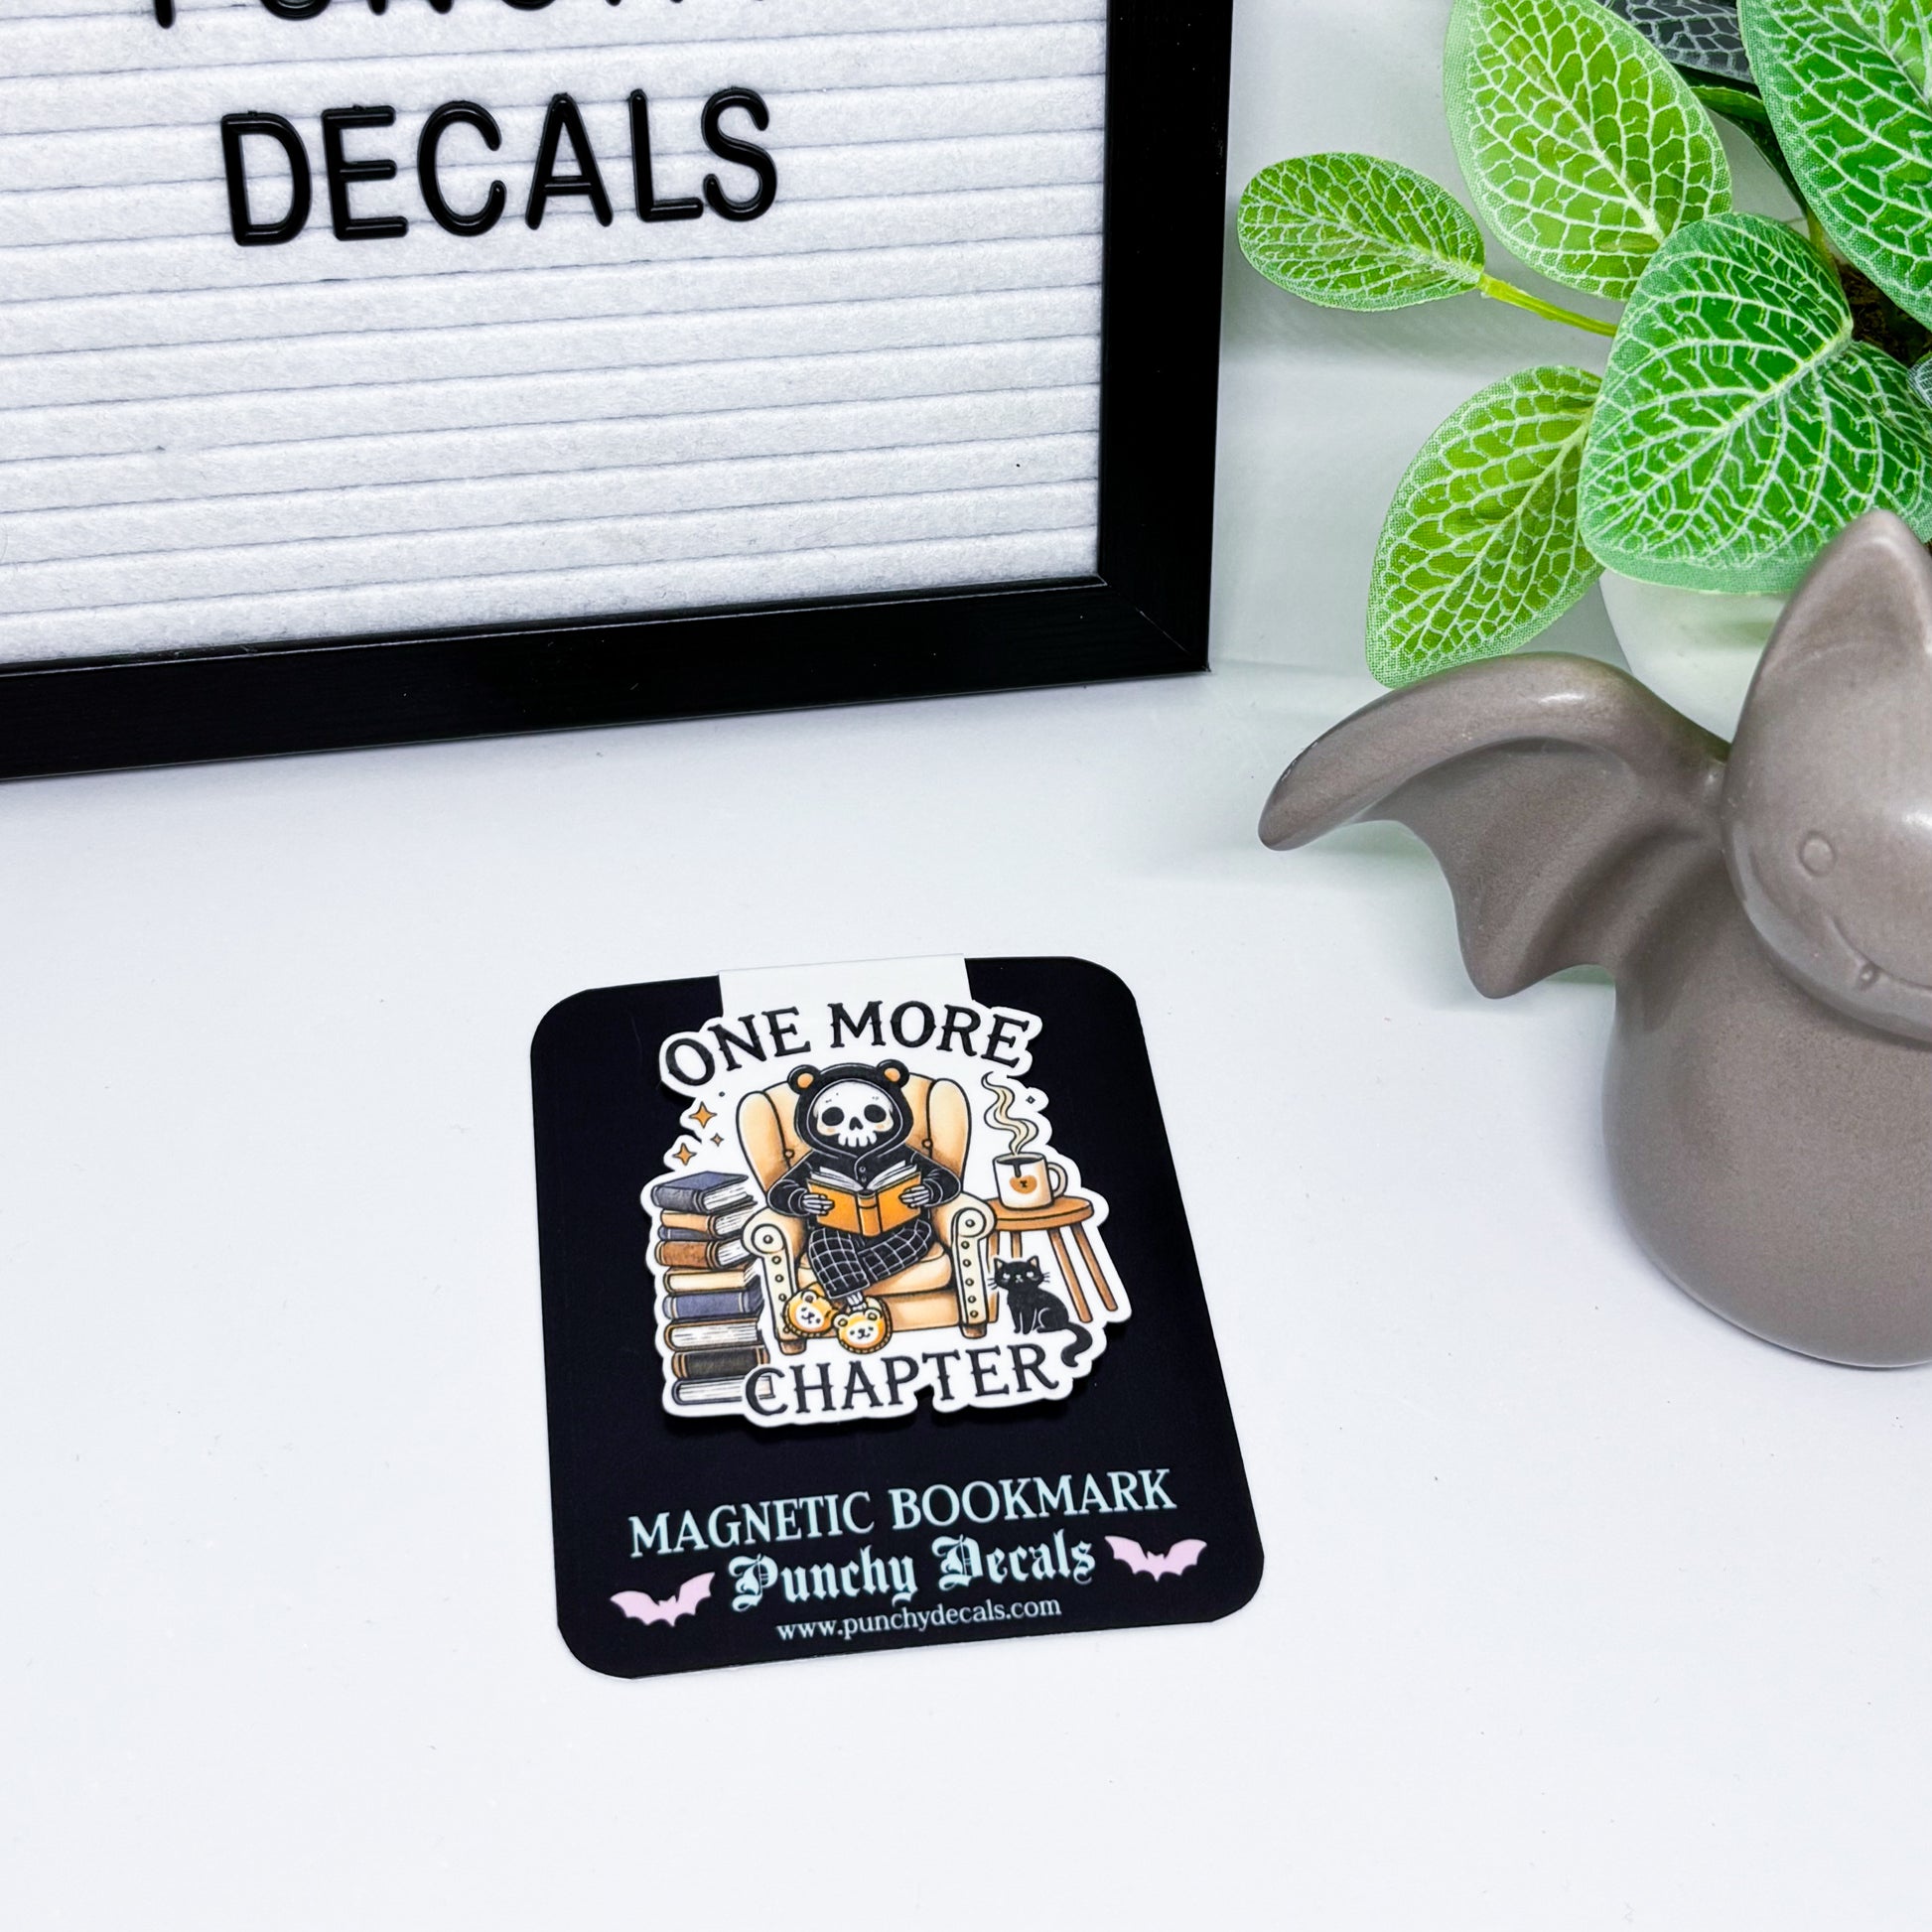 DECALS
ONE MORE
CHAPTER
MAGNETIC BOOKMARK
Punchy Decals
www.punchydecals.com